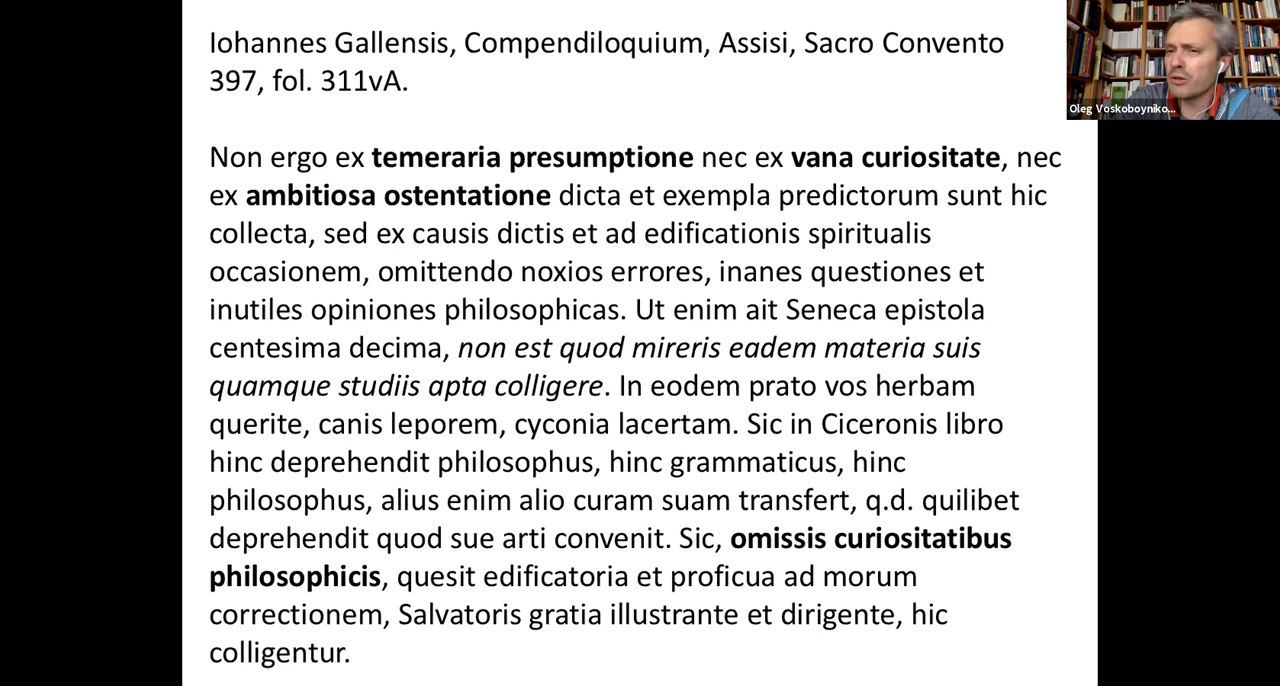 Iohannes Gallensis, Compendiloquium, Assisi, Sacro Convento
397, fol. 311vA.
Non ergo ex temeraria presumptione nec ex vana curiositate, nec
ex ambitiosa ostentatione dicta et exempla predictorum sunt hic
collecta, sed ex causis dictis et ad edificationis spiritualis
occasionem, omittendo noxios errores, inanes questiones et
inutiles opiniones philosophicas. Ut enim ait Seneca epistola
centesima decima, non est quod mireris eadem materia suis
quamque studiis apta colligere. In eodem prato vos herbam
querite, canis leporem, cyconia lacertam. Sic in Ciceronis libro
hinc deprehendit philosophus, hinc grammaticus, hinc
philosophus, alius enim alio curam suam transfert, q.d. quilibet
deprehendit quod sue arti convenit. Sic, omissis curiositatibus
philosophicis, quesit edificatoria et proficua ad morum
correctionem, Salvatoris gratia illustrante et dirigente, hic
colligentur.
Oleg Voskoboyniko...